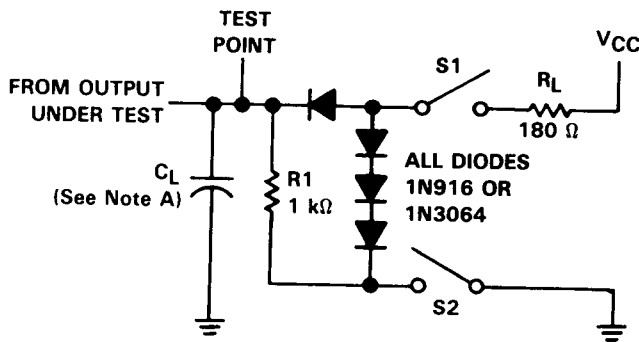 TEST
POINT
FROM OUTPUT
UNDER TEST
S1
RL
180 Ω
VCC
CL
(See Note A)
R1
1 kΩ
ALL DIODES
1N916 OR
1N3064
S2